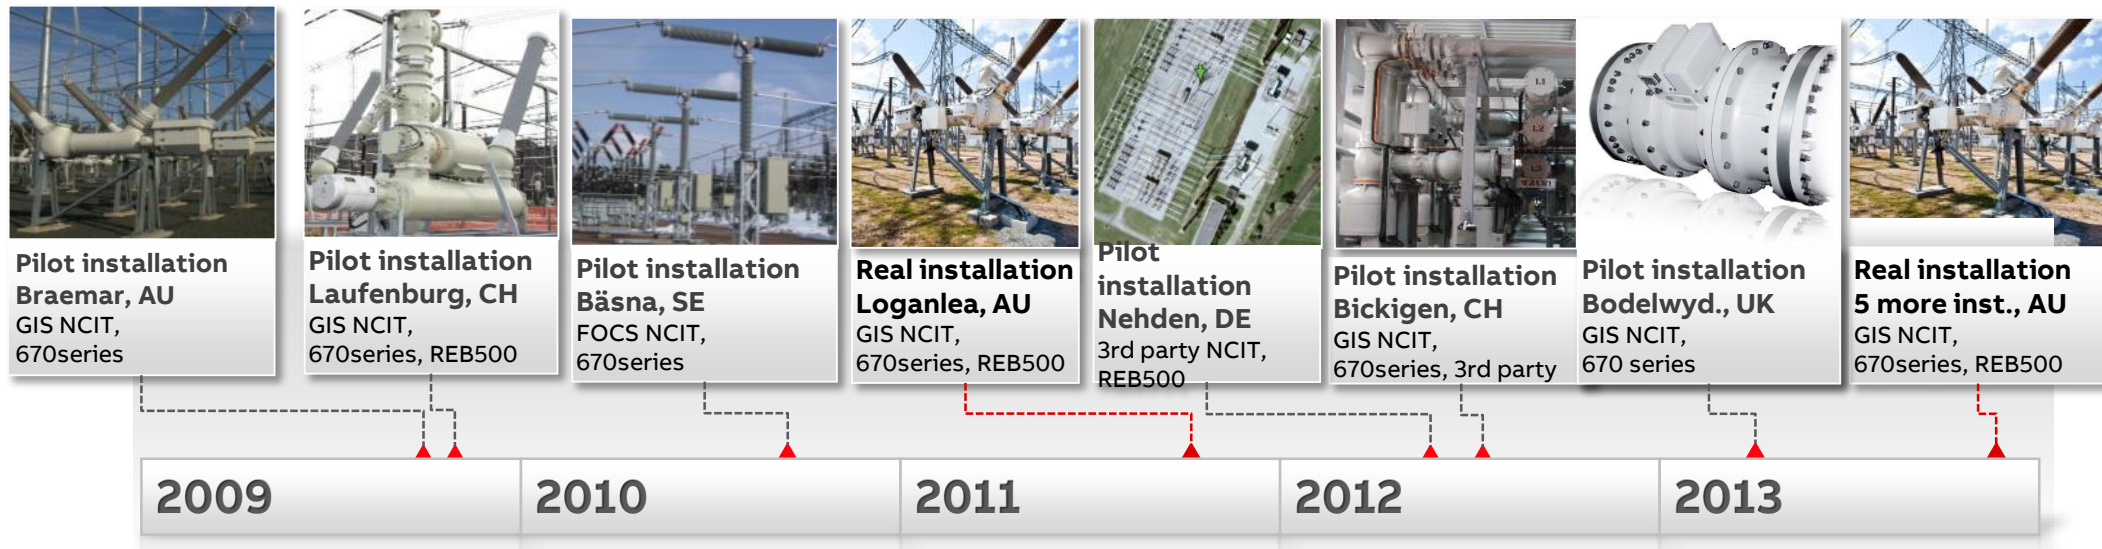 Pilot installation
Braemar, AU
GIS NCIT,
670series
Pilot installation
Laufenburg, CH
GIS NCIT,
670series, REB500
Pilot installation
Bäsna, SE
FOCS NCIT,
670series
Real installation
Loganlea, AU
GIS NCIT,
670series, REB500
Pilot
installation
Nehden, DE
3rd party NCIT,
REB500
L1
L2
L3
Pilot installation
Bickigen, CH
GIS NCIT,
670series, 3rd party
Pilot installation
Bodelwyd., UK
GIS NCIT,
670 series
Real installation
5 more inst., AU
GIS NCIT,
670series, REB500
2009
2010
2011
2012
2013